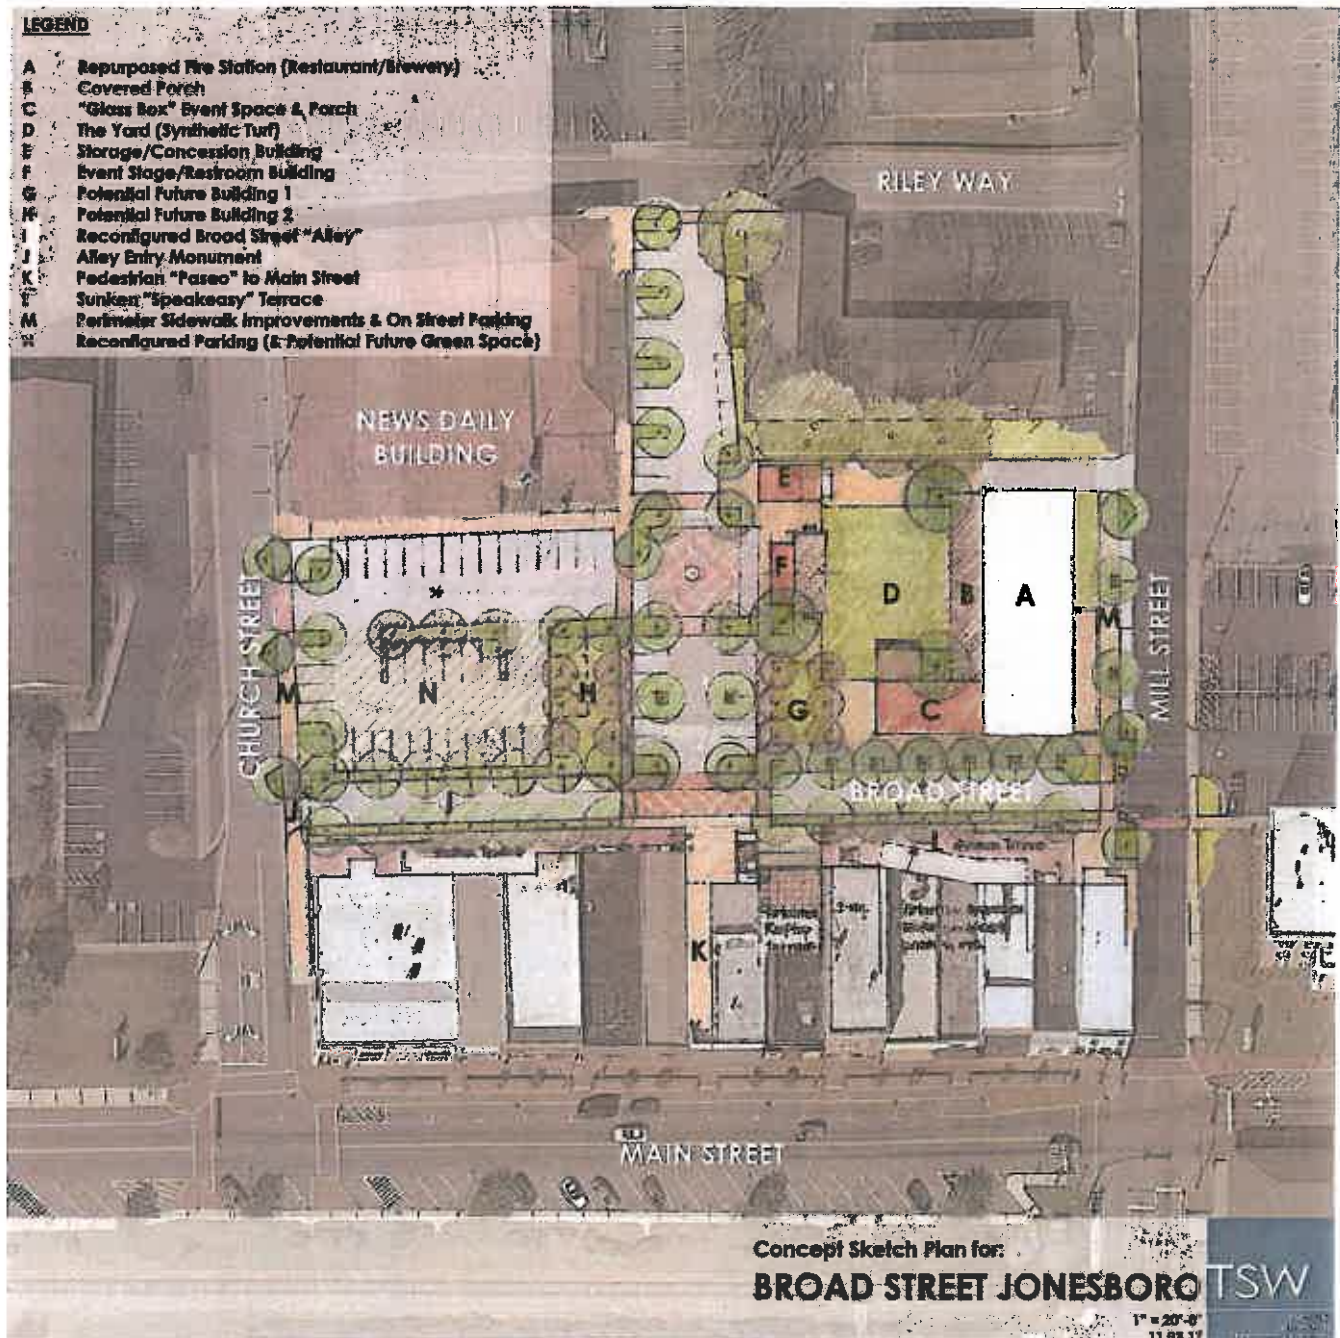 LEGEND
A Repurposed Fire Station (Restaurant/Brewery)
B Covered Porch
C "Glass Box" Event Space & Porch
D The Yard (Synthetic Turf)
E Storage/Concession Building
F Event Stage/Restroom Building
G Potential Future Building 1
H Potential Future Building 2
I Reconfigured Broad Street "Alley"
J Alley Entry Monument
K Pedestrian "Paseo" to Main Street
L Sunken "Speakeasy" Terrace
M Perimeter Sidewalk Improvements & On Street Parking
N Reconfigured Parking (& Potential Future Green Space)
RILEY WAY
NEWS DAILY
BUILDING
E
F
D
B
A
M
CHURCH STREET
MILL STREET
M
N
H
G
C
BROAD STREET
J
L
L
K
MAIN STREET
Concept Sketch Plan for:
BROAD STREET JONESBORO
TSW
1" = 20'-0"